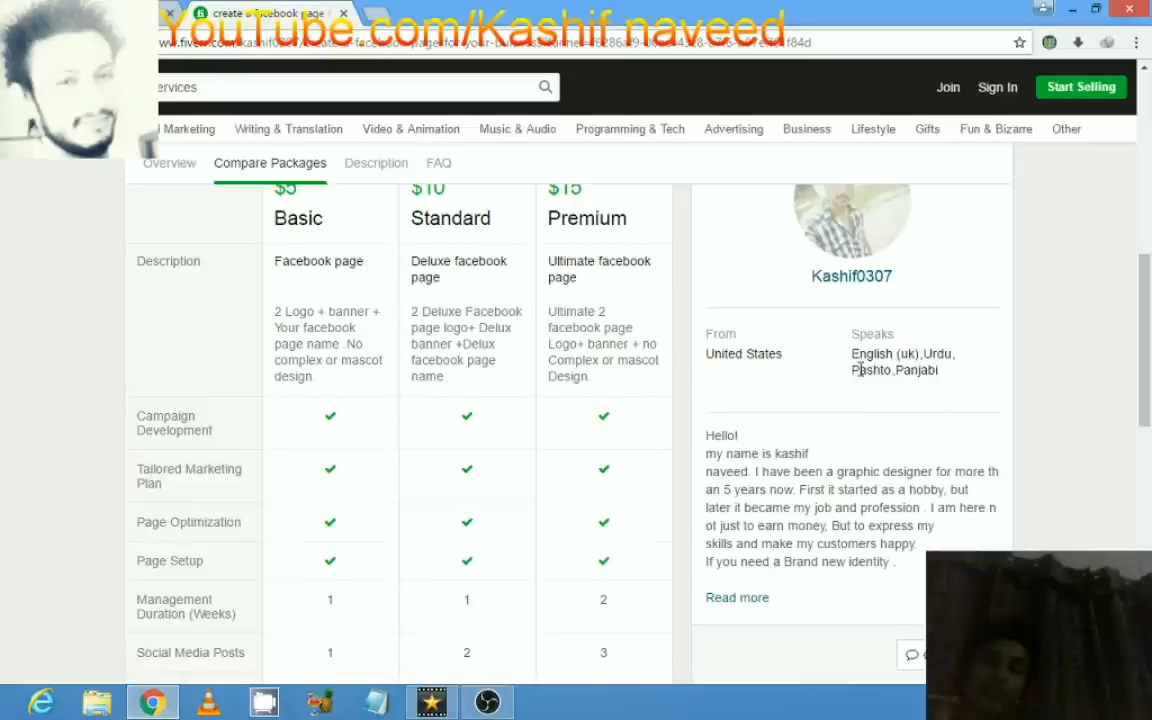 create a facebook page
YouTube.com/Kashif naveed
ervices
Join
Sign In
Start Selling
l Marketing
Writing & Translation
Video & Animation
Music & Audio
Programming & Tech
Advertising
Business
Lifestyle
Gifts
Fun & Bizarre
Other
Overview
Compare Packages
Description
FAQ
$5
$10
$15
Basic
Standard
Premium
Description
Facebook page
Deluxe facebook
page
Ultimate facebook
page
2 Logo + banner +
Your facebook
page name .No
complex or mascot
design.
2 Deluxe Facebook
page logo+ Delux
banner +Delux
facebook page
name
Ultimate 2
facebook page
Logo+ banner + no
Complex or mascot
Design.
Campaign
Development
Tailored Marketing
Plan
Page Optimization
Page Setup
Management
Duration (Weeks)
1
1
2
Social Media Posts
1
2
3
Kashif0307
From
United States
Speaks
English (uk),Urdu,
Pashto,Panjabi
Hello!
my name is kashif
naveed. I have been a graphic designer for more th
an 5 years now. First it started as a hobby, but
later it became my job and profession . I am here n
ot just to earn money, But to express my
skills and make my customers happy.
If you need a Brand new identity .
Read more